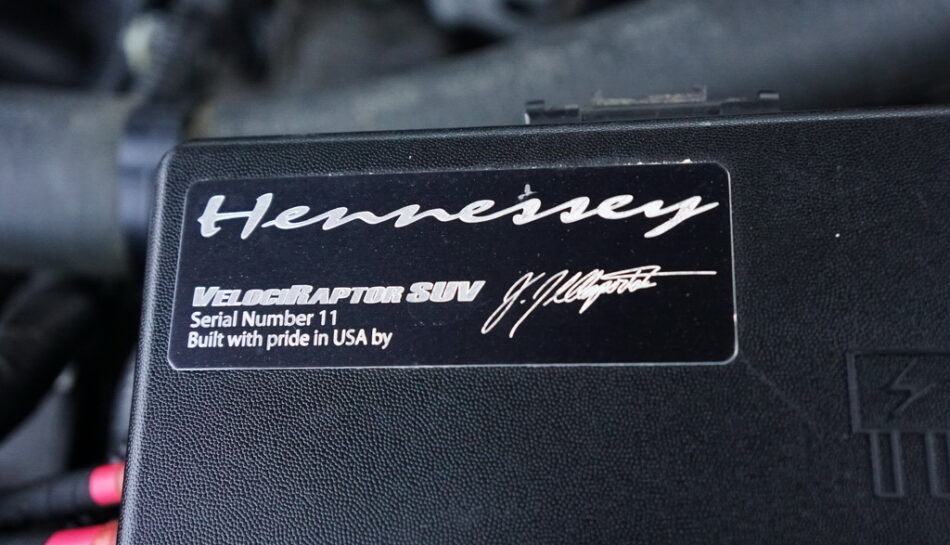 Hennessey
VELOCIRAPTOR SUV
Serial Number 11
Built with pride in USA by